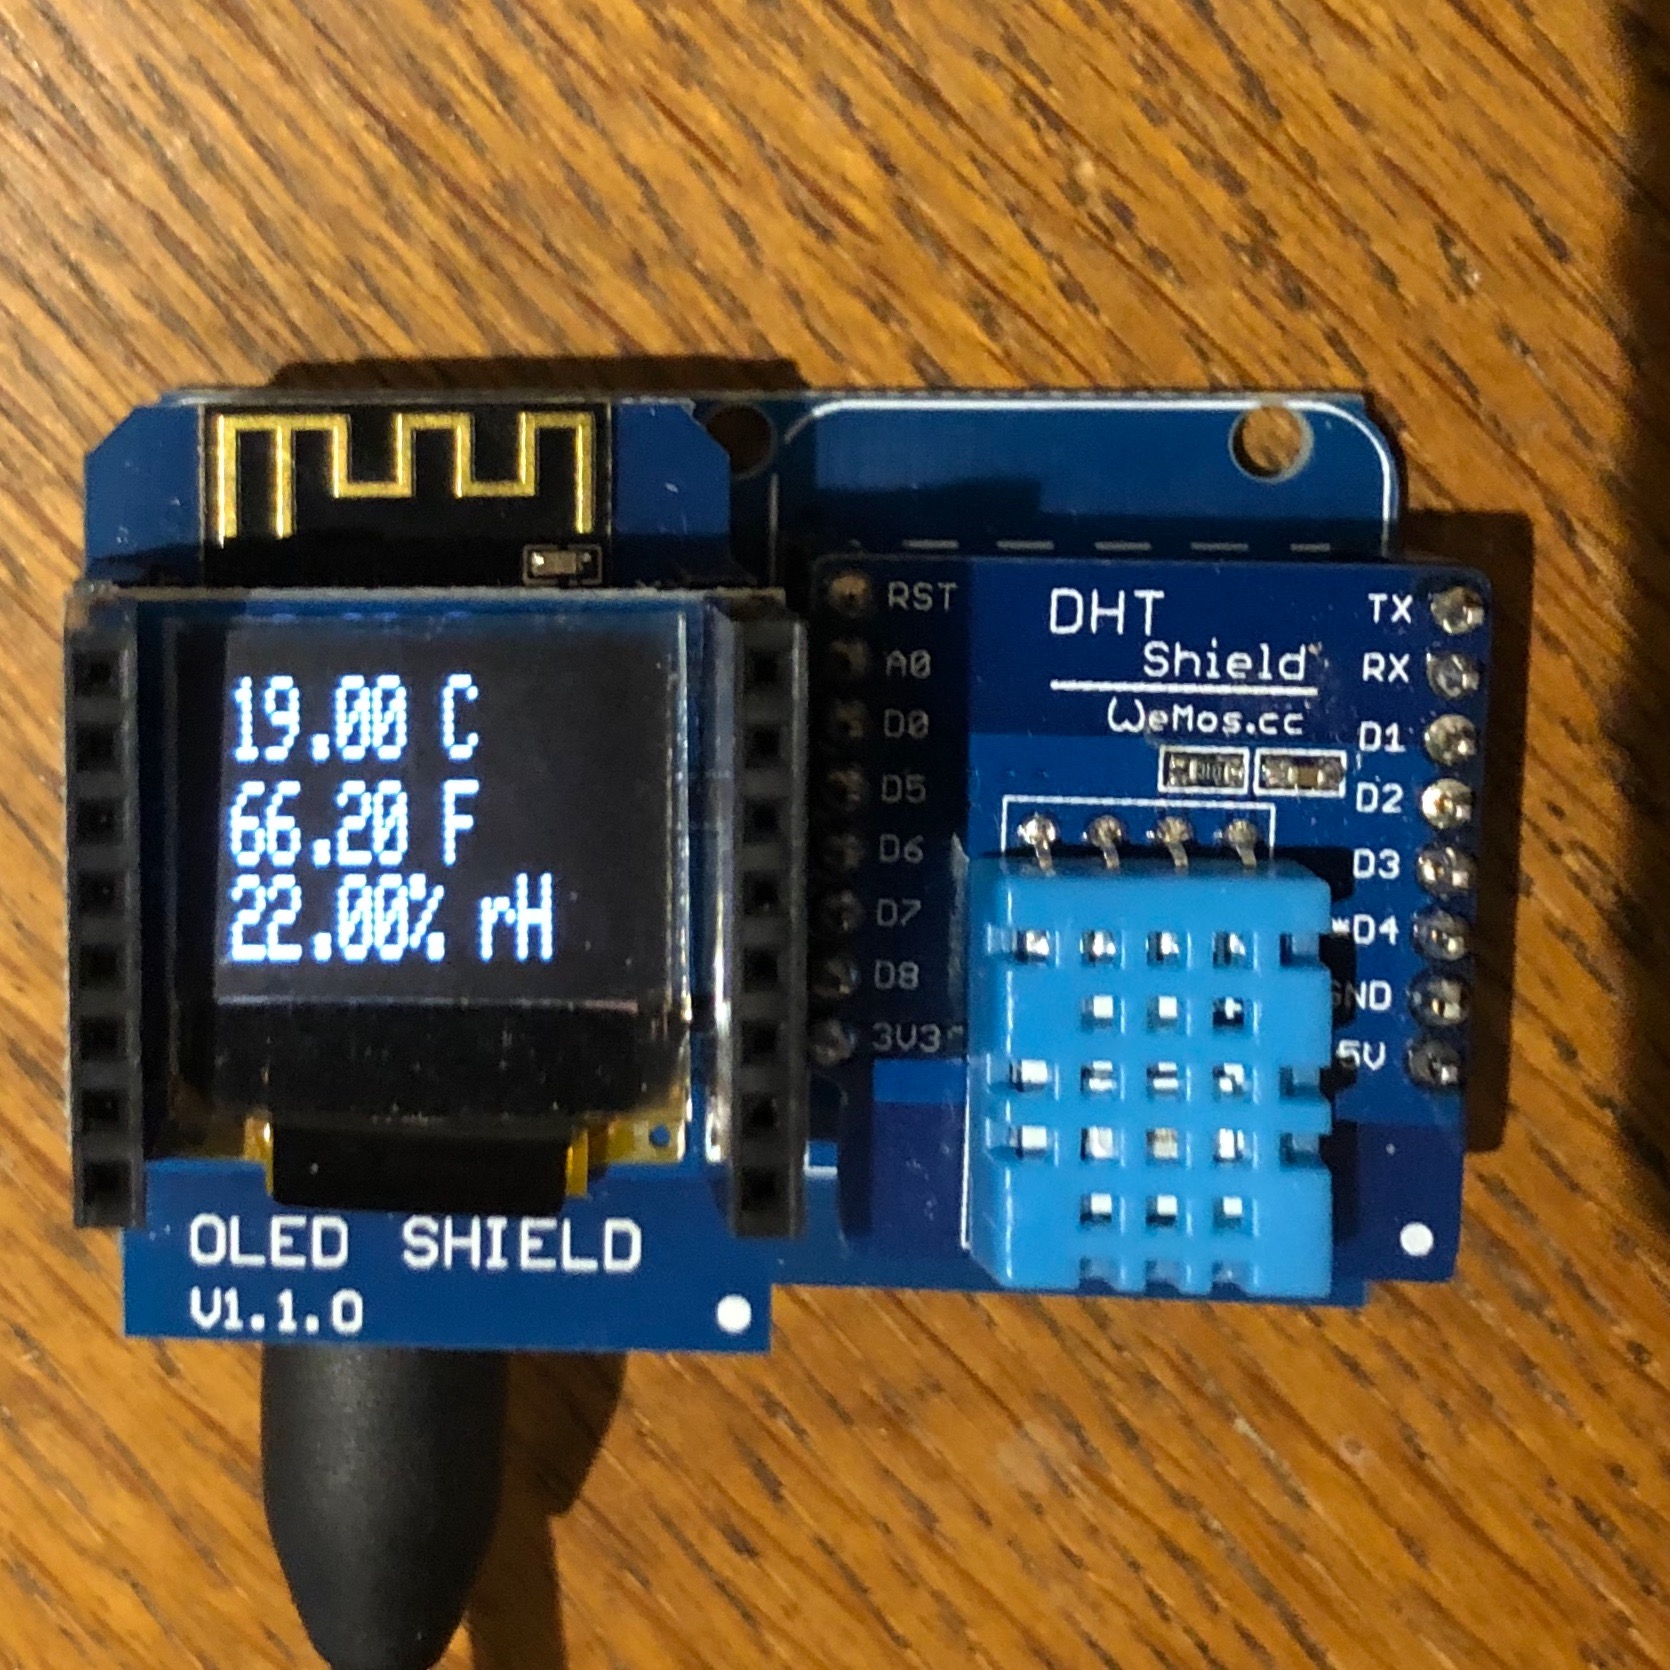 19.00 C
66.20 F
22.00% rH
OLED SHIELD
V1.1.0
DHT
Shield
WeMos.cc
RST
A0
D0
D5
D6
D7
D8
3V3
TX
RX
D1
D2
D3
*D4
GND
5V